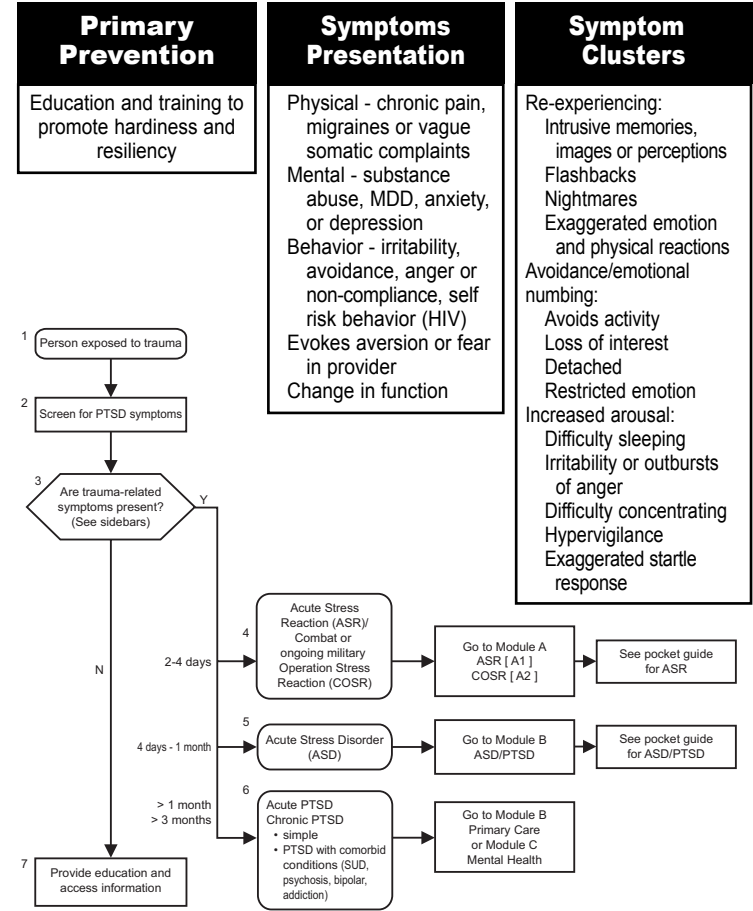 Primary
Prevention
Education and training to
promote hardiness and
resiliency
Symptoms
Presentation
Physical - chronic pain,
migraines or vague
somatic complaints
Mental - substance
abuse, MDD, anxiety,
or depression
Behavior - irritability,
avoidance, anger or
non-compliance, self
risk behavior (HIV)
Evokes aversion or fear
in provider
Change in function
Symptom
Clusters
Re-experiencing:
Intrusive memories,
images or perceptions
Flashbacks
Nightmares
Exaggerated emotion
and physical reactions
Avoidance/emotional
numbing:
Avoids activity
Loss of interest
Detached
Restricted emotion
Increased arousal:
Difficulty sleeping
Irritability or outbursts
of anger
Difficulty concentrating
Hypervigilance
Exaggerated startle
response
1
Person exposed to trauma
2
Screen for PTSD symptoms
3
Are trauma-related
symptoms present?
(See sidebars)
Y
N
2-4 days
4
Acute Stress
Reaction (ASR)/
Combat or
ongoing military
Operation Stress
Reaction (COSR)
Go to Module A
ASR [ A1 ]
COSR [ A2 ]
See pocket guide
for ASR
4 days - 1 month
5
Acute Stress Disorder
(ASD)
Go to Module B
ASD/PTSD
See pocket guide
for ASD/PTSD
> 1 month
> 3 months
6
Acute PTSD
Chronic PTSD
• simple
• PTSD with comorbid
conditions (SUD,
psychosis, bipolar,
addiction)
Go to Module B
Primary Care
or Module C
Mental Health
7
Provide education and
access information